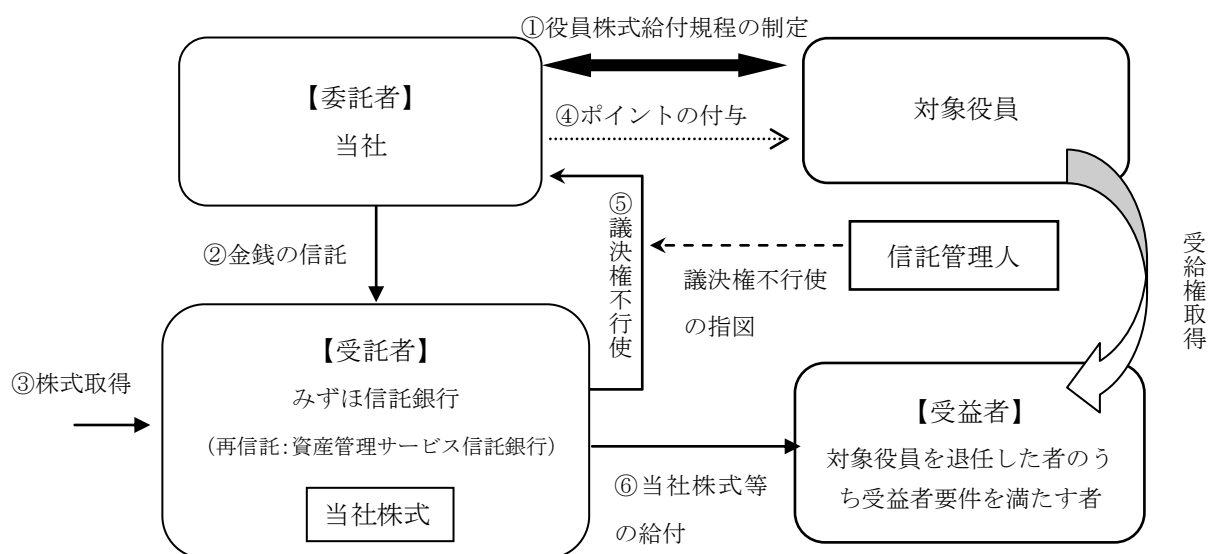 ①役員株式給付規程の制定
【委託者】
当社
④ポイントの付与
対象役員
⑤議決権不行使
②金銭の信託
議決権不行使
の指図
信託管理人
受給権取得
③株式取得
【受託者】
みずほ信託銀行
(再信託:資産管理サービス信託銀行)
当社株式
⑥当社株式等
の給付
【受益者】
対象役員を退任した者のう
ち受益者要件を満たす者